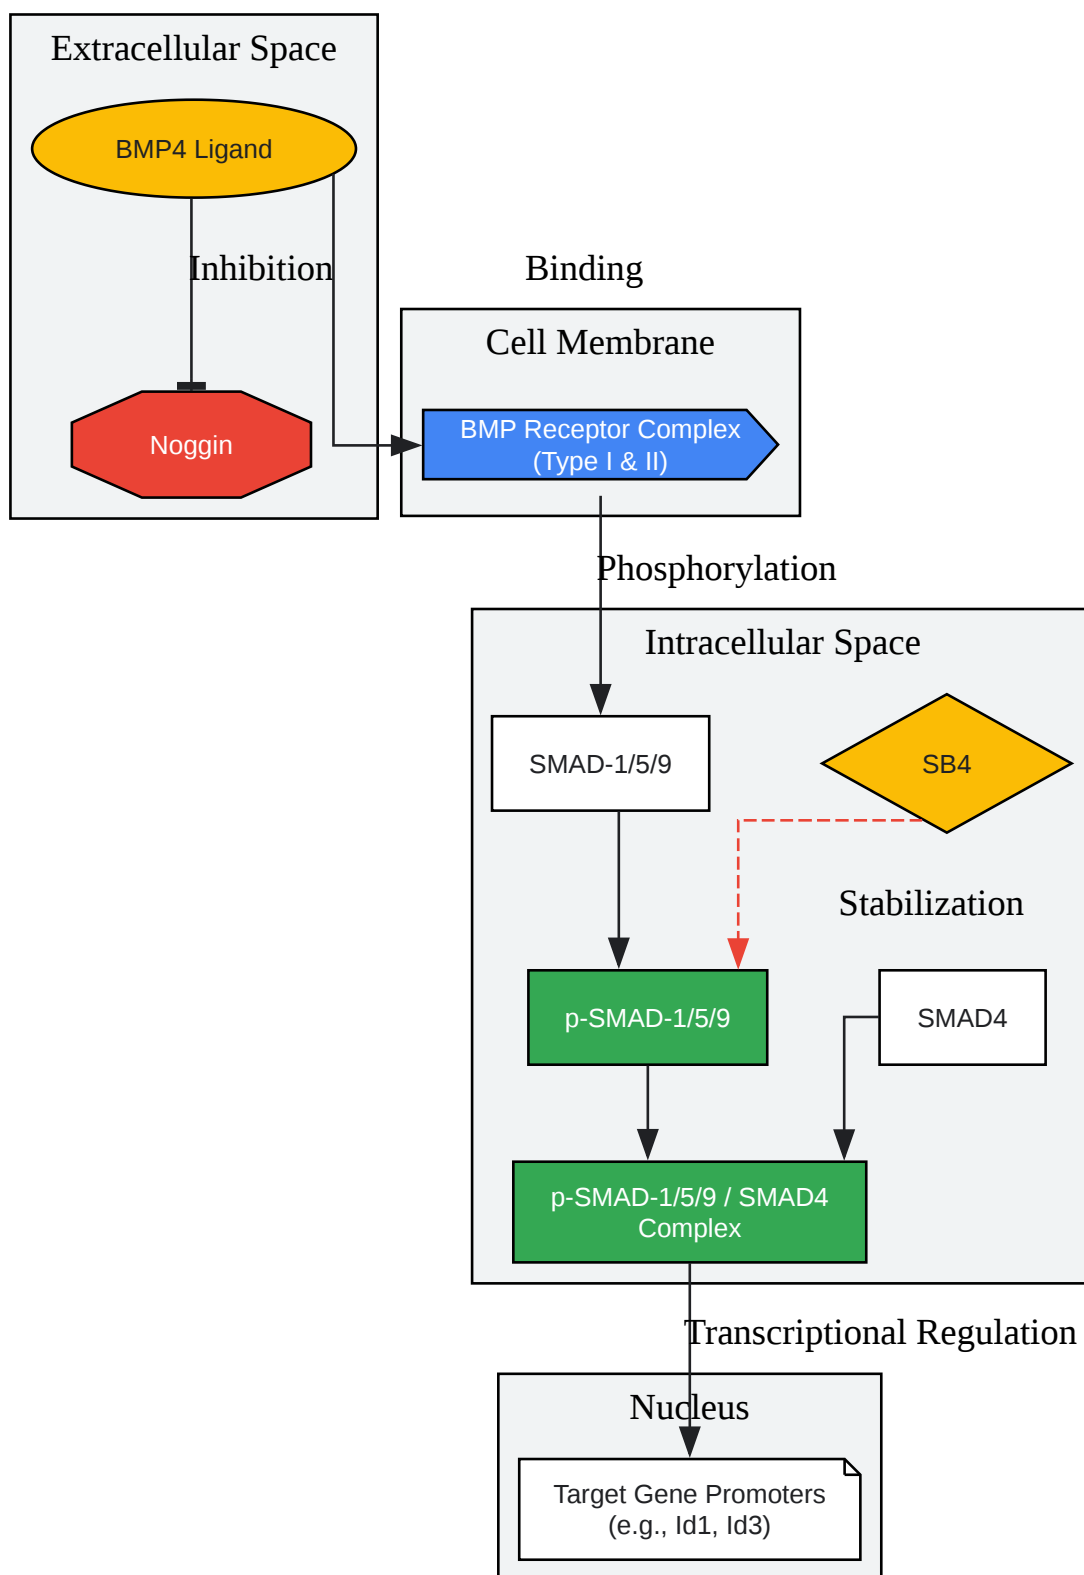 Extracellular Space
BMP4 Ligand
Inhibition
Binding
Cell Membrane
Noggin
BMP Receptor Complex
(Type I & II)
Phosphorylation
Intracellular Space
SMAD-1/5/9
SB4
Stabilization
p-SMAD-1/5/9
SMAD4
p-SMAD-1/5/9 / SMAD4
Complex
Transcriptional Regulation
Nucleus
Target Gene Promoters
(e.g., Id1, Id3)